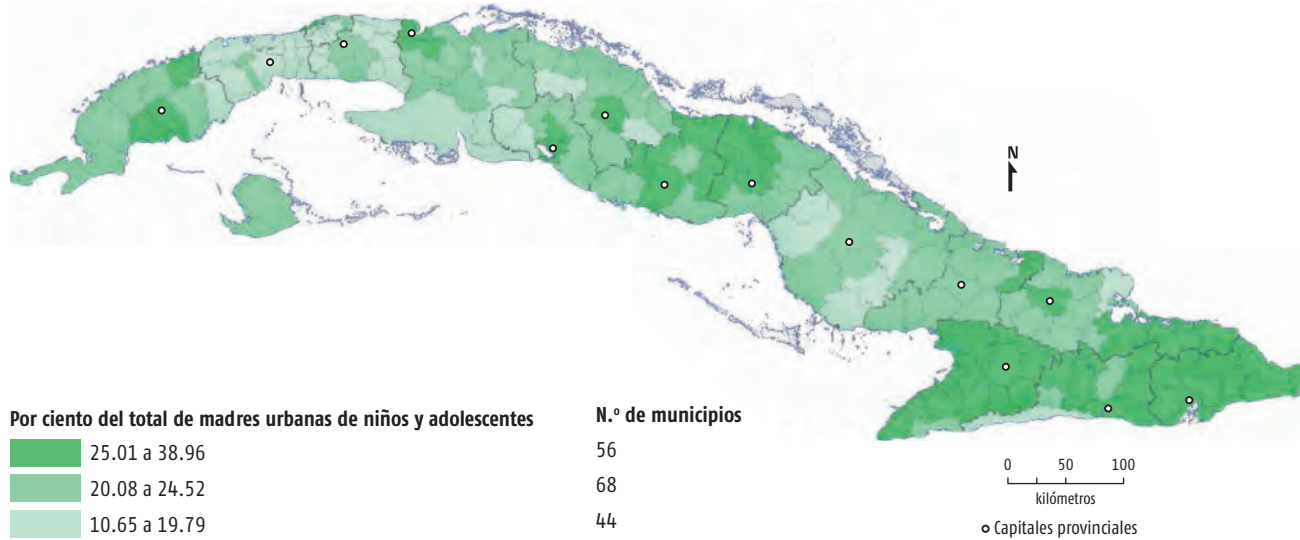 N
Por ciento del total de madres urbanas de niños y adolescentes N.º de municipios
25.01 a 38.96 56
20.08 a 24.52 68
10.65 a 19.79 44
0 50 100
kilómetros
Capitales provinciales